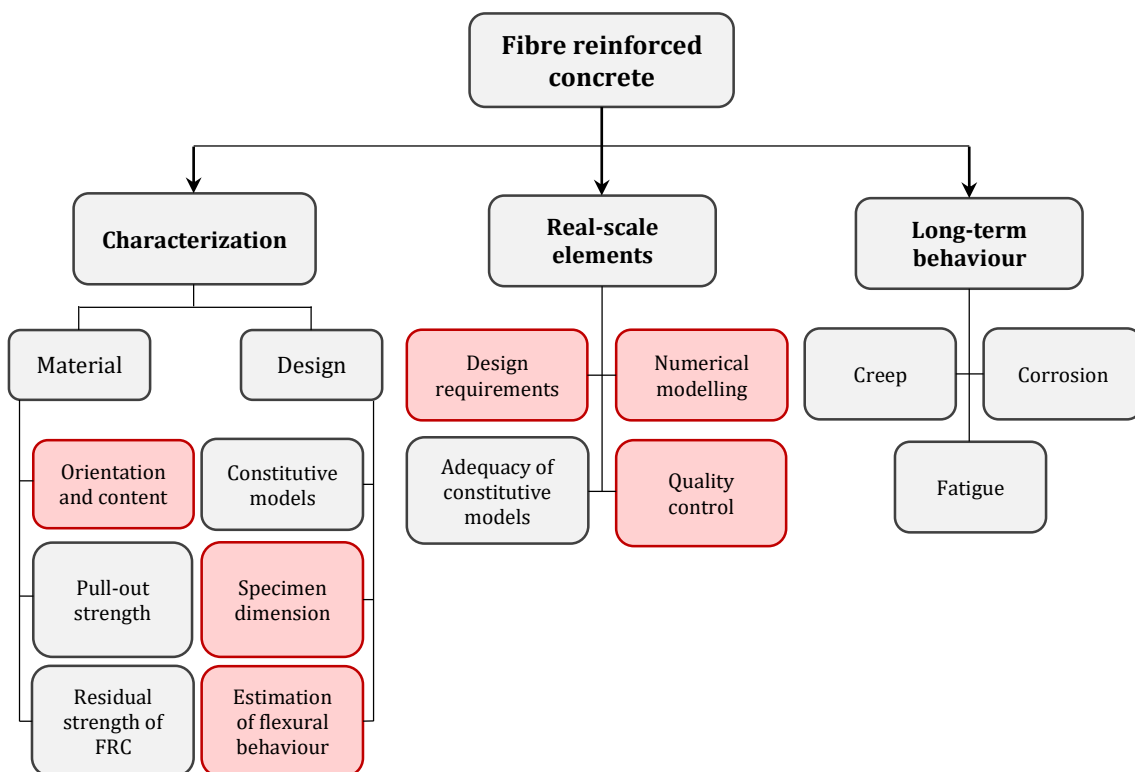 Fibre reinforced
concrete
Characterization
Real-scale
elements
Long-term
behaviour
Material
Design
Design
requirements
Numerical
modelling
Creep
Corrosion
Orientation
and content
Constitutive
models
Adequacy of
constitutive
models
Quality
control
Fatigue
Pull-out
strength
Specimen
dimension
Residual
strength of
FRC
Estimation
of flexural
behaviour